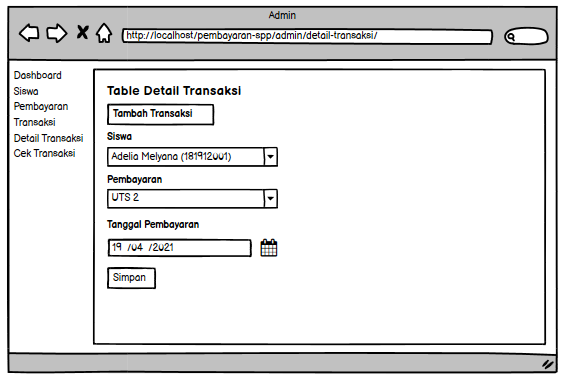 Admin
http://localhost/pembayaran-spp/admin/detail-transaksi/
Dashboard
Siswa
Pembayaran
Transaksi
Detail Transaksi
Cek Transaksi
Table Detail Transaksi
Tambah Transaksi
Siswa
Adelia Melyana (181912001)
Pembayaran
UTS 2
Tanggal Pembayaran
19 /04 /2021
Simpan